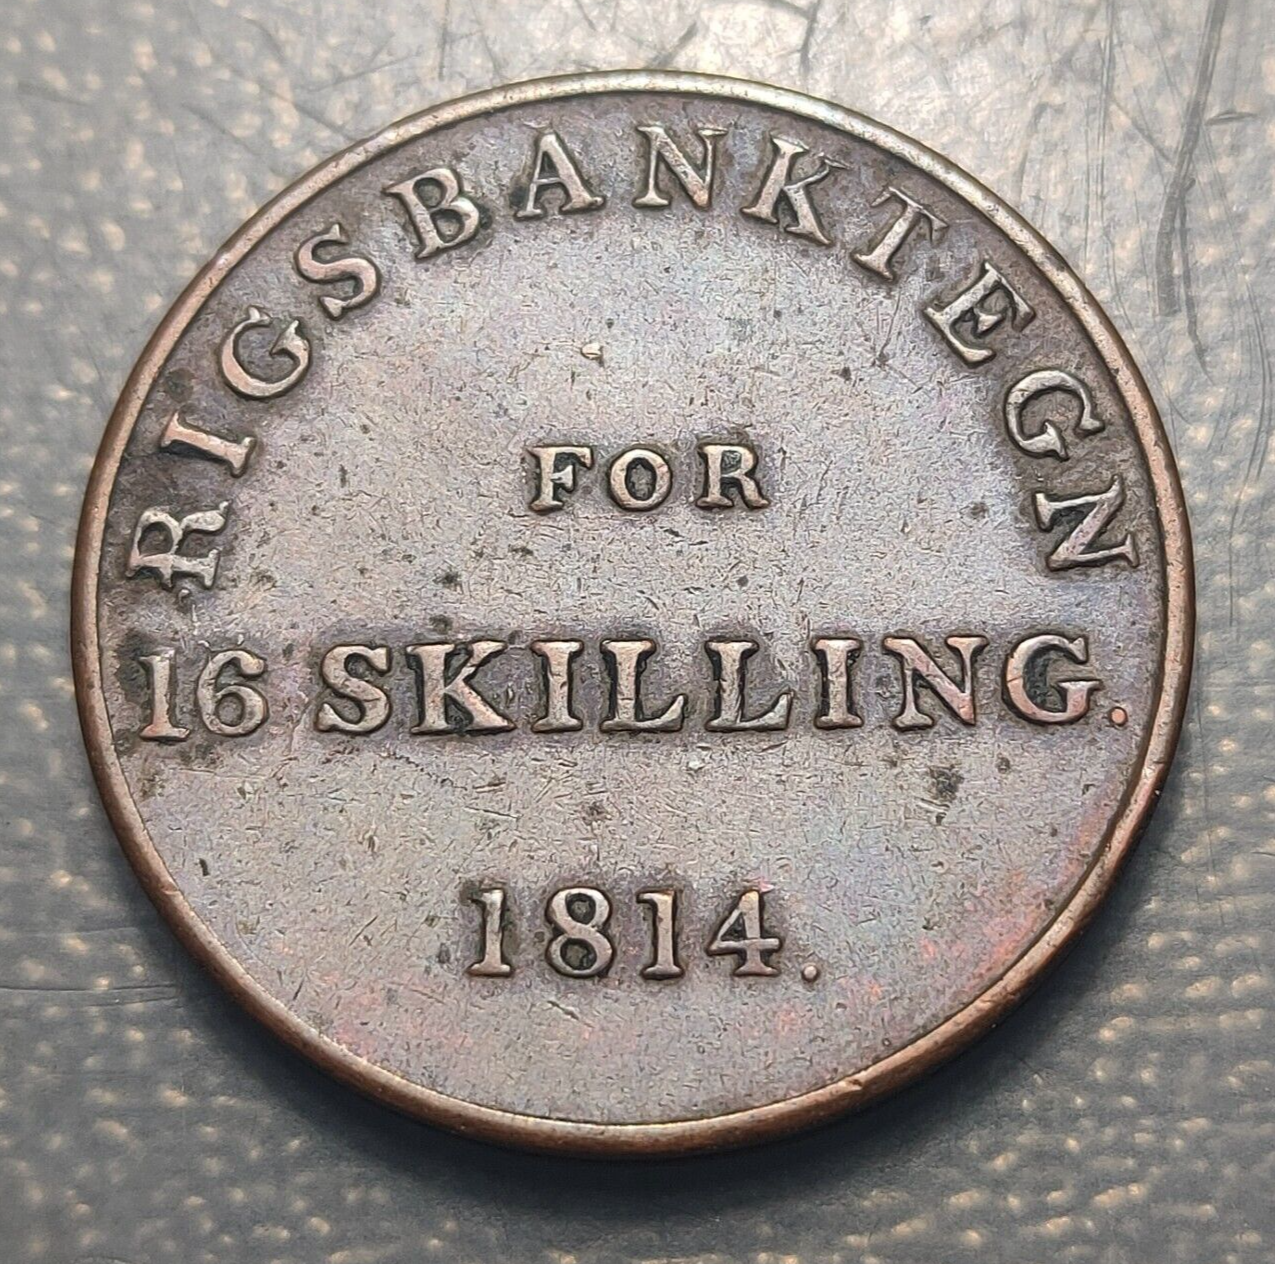 RIGSBANKTEGN
FOR
16 SKILLING.
1814.